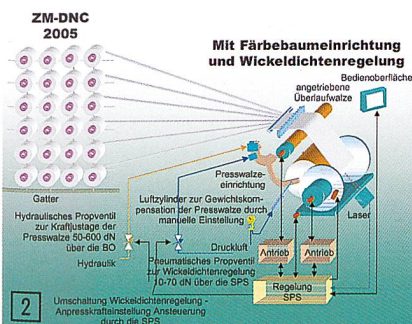 ZM-DNC
2005
Mit Färbebaumeinrichtung
und Wickeldichtenregelung
Bedienoberfläche
angetriebene
Überlaufwalze
Presswalze-
einrichtung
Gatter
Hydraulisches Propventil
zur Kraftjustage der
Presswalze 50-600 dN
über die BO
Hydraulik
Luftzylinder zur Gewichtskom-
pensation der Presswalze durch
manuelle Einstellung
Laser
Druckluft
Pneumatisches Propventil
zur Wickeldichtenregelung
10-70 dN über die SPS
Antrieb
Antrieb
Regelung
SPS
2
Umschaltung Wickeldichtenregelung -
Anpresskrafteinstellung Ansteuerung
durch die SPS